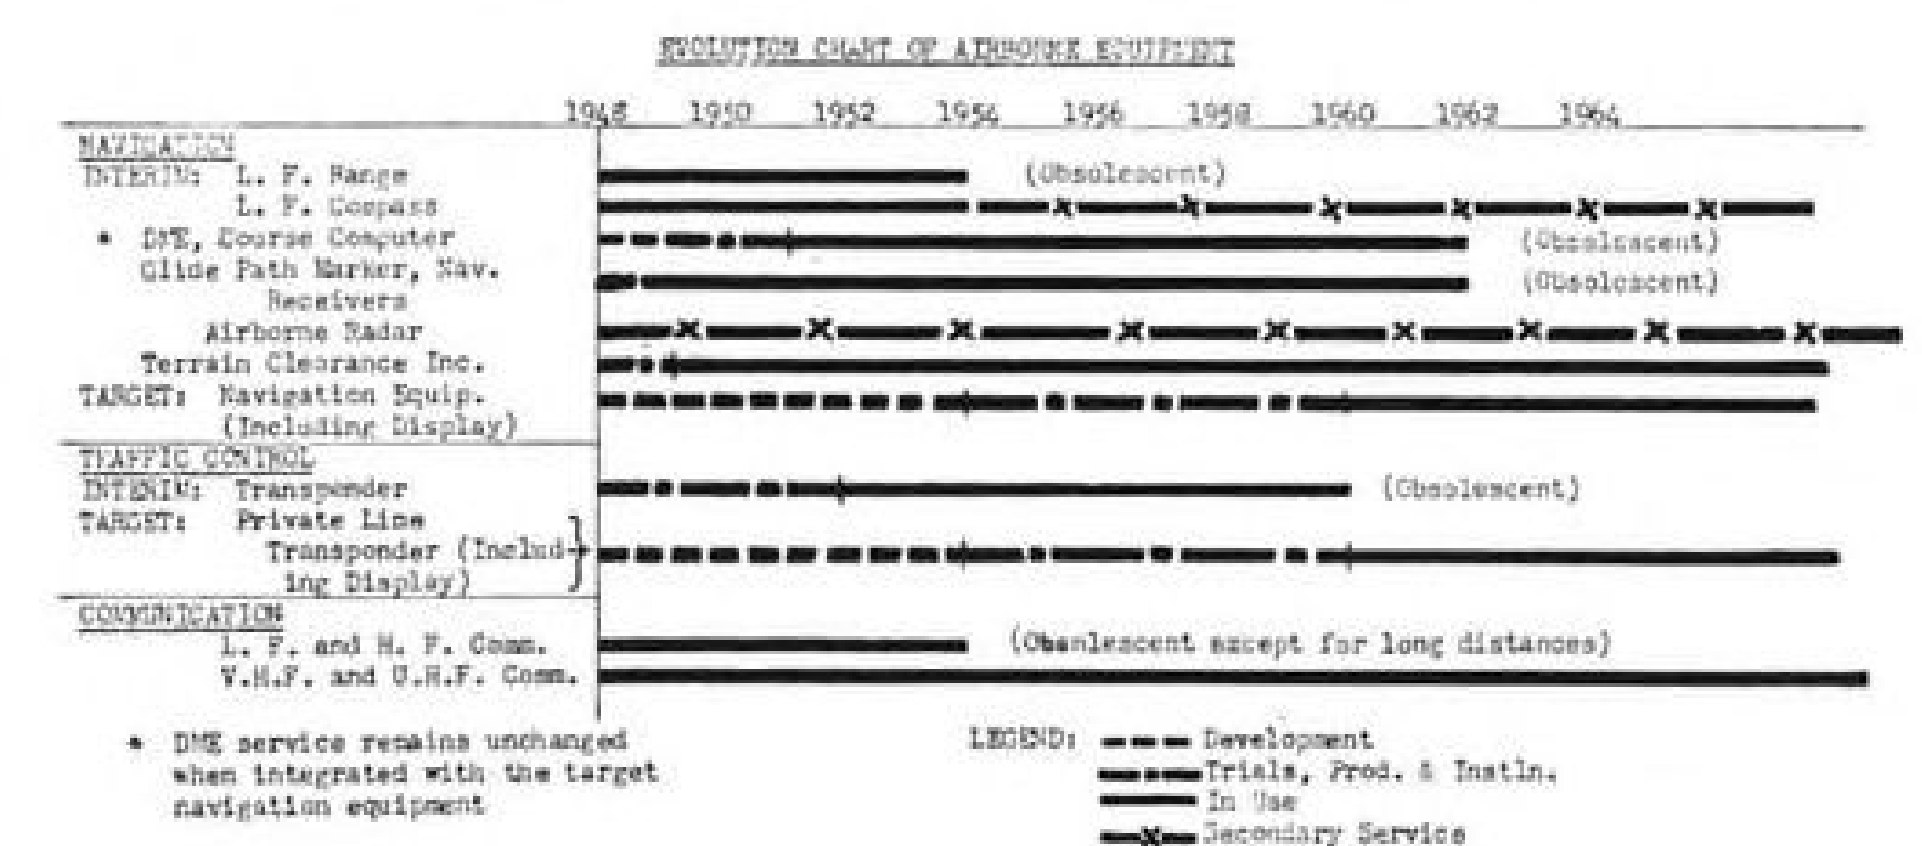 EVOLUTION CHART OF AIRBORNE EQUIPMENT
1948 1950 1952 1954 1956 1958 1960 1962 1964
NAVIGATION
INTERIM: L. F. Range (Obsolescent)
L. F. Compass
* DME, Course Computer (Obsolescent)
Glide Path Marker, Nav. (Obsolescent)
Receivers
Airborne Radar
Terrain Clearance Inc.
TARGET: Navigation Equip.
(Including Display)
TRAFFIC CONTROL
INTERIM: Transponder (Obsolescent)
TARGET: Private Line
Transponder (Includ-
ing Display)
COMMUNICATION
L. F. and H. F. Comm. (Obsolescent except for long distances)
V.H.F. and U.H.F. Comm.
* DME service remains unchanged
when integrated with the target
navigation equipment
LEGEND: Development
Trials, Prod. & Instln.
In Use
Secondary Service